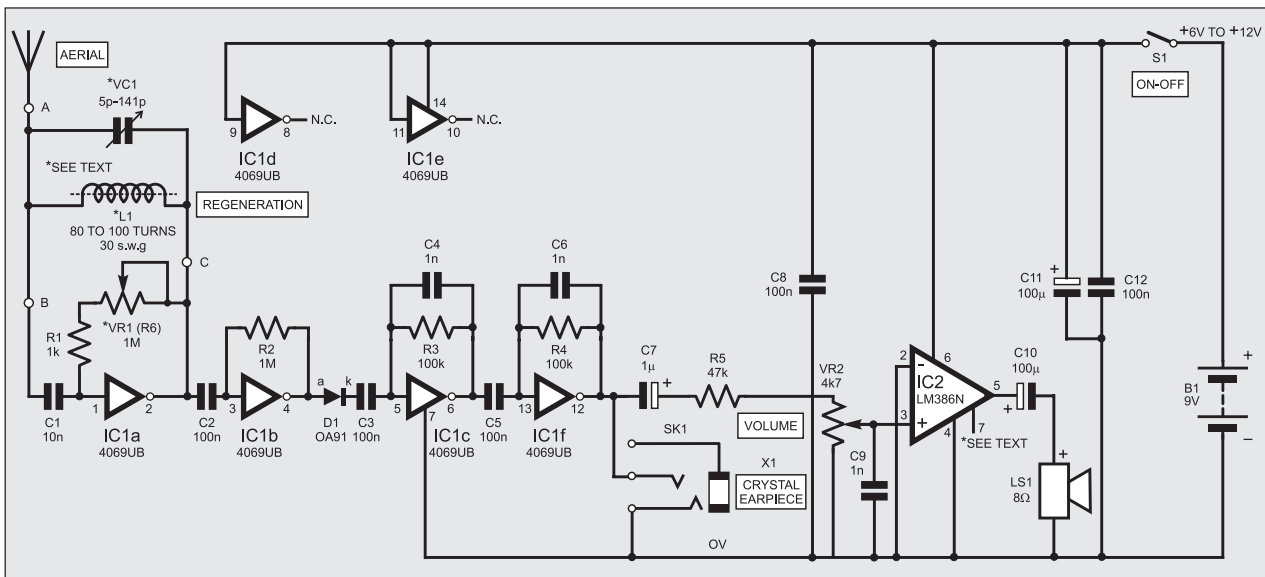 AERIAL
*VC1
5p-141p
A
*SEE TEXT
*L1
80 TO 100 TURNS
30 s.w.g
REGENERATION
C
B
*VR1 (R6)
1M
R1
1k
C1
10n
1
2
IC1a
4069UB
C2
100n
R2
1M
3
4
IC1b
4069UB
a
k
D1
OA91
C3
100n
9
8
N.C.
IC1d
4069UB
14
11
10
N.C.
IC1e
4069UB
C4
1n
R3
100k
5
6
7
IC1c
4069UB
C5
100n
C6
1n
R4
100k
13
12
IC1f
4069UB
C7
1µ
+
R5
47k
SK1
X1
CRYSTAL
EARPIECE
VOLUME
VR2
4k7
C8
100n
C9
1n
2
-
6
IC2
LM386N
5
3
+
7
4
*SEE TEXT
C10
100µ
+
+
LS1
8Ω
C11
100µ
+
C12
100n
S1
ON-OFF
+6V TO +12V
B1
9V
+
−
OV